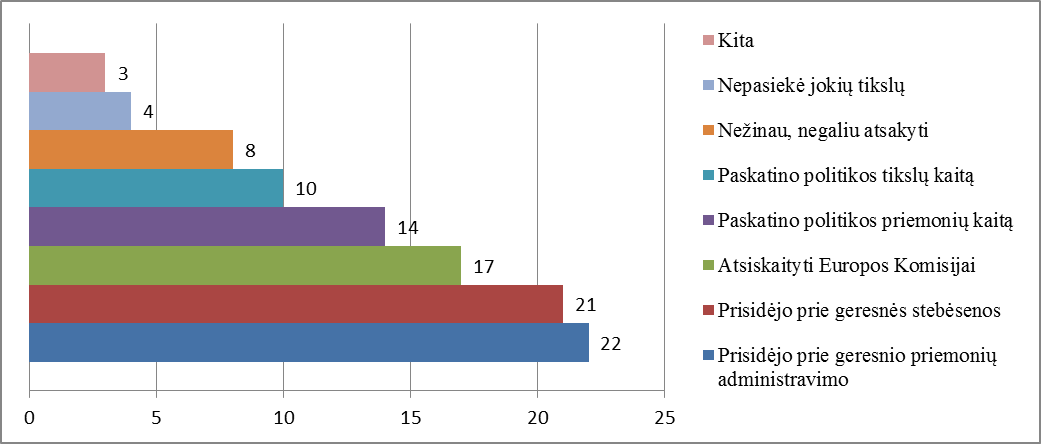 3
4
8
10
14
17
21
22
0 5 10 15 20 25
Kita
Nepasiekė jokių tikslų
Nežinau, negaliu atsakyti
Paskatino politikos tikslų kaitą
Paskatino politikos priemonių kaitą
Atsiskaityti Europos Komisijai
Prisidėjo prie geresnės stebėsenos
Prisidėjo prie geresnio priemonių
administravimo